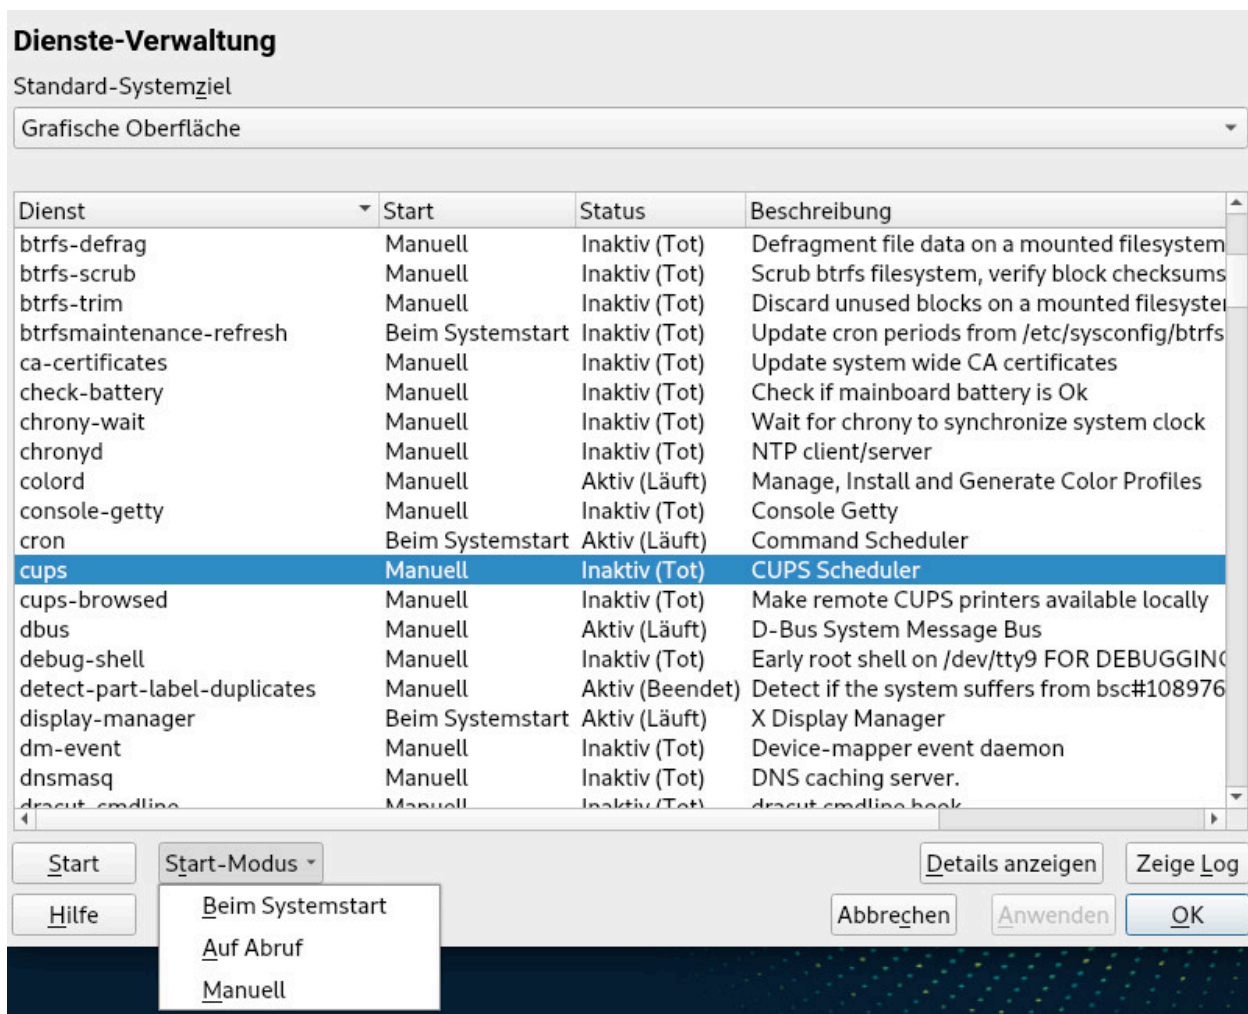 Dienste-Verwaltung
Standard-Systemziel
Grafische Oberfläche
Dienst Start Status Beschreibung
btrfs-defrag Manuell Inaktiv (Tot) Defragment file data on a mounted filesystem
btrfs-scrub Manuell Inaktiv (Tot) Scrub btrfs filesystem, verify block checksums
btrfs-trim Manuell Inaktiv (Tot) Discard unused blocks on a mounted
btrfsmaintenance-refresh Beim Systemstart Inaktiv (Tot) Update cron periods from /etc/sysconfig/btrfs
ca-certificates Manuell Inaktiv (Tot) Update system wide CA certificates
check-battery Manuell Inaktiv (Tot) Check if mainboard battery is Ok
chrony-wait Manuell Inaktiv (Tot) Wait for chrony to synchronize system clock
chronyd Manuell Inaktiv (Tot) NTP client/server
colord Manuell Aktiv (Läuft) Manage, Install and Generate Color Profiles
console-getty Manuell Inaktiv (Tot) Console Getty
cron Beim Systemstart Aktiv (Läuft) Command Scheduler
cups Manuell Inaktiv (Tot) CUPS Scheduler
cups-browsed Manuell Inaktiv (Tot) Make remote CUPS printers available locally
dbus Manuell Aktiv (Läuft) D-Bus System Message Bus
debug-shell Manuell Inaktiv (Tot) Early root shell on /dev/tty9 FOR DEBUGGING
detect-part-label-duplicates Manuell Aktiv (Beendet) Detect if the system suffers from bsc#108976
display-manager Beim Systemstart Aktiv (Läuft) X Display Manager
dm-event Manuell Inaktiv (Tot) Device-mapper event daemon
dnsmasq Manuell Inaktiv (Tot) DNS caching server.
dracut-cmdline Manuell Inaktiv (Tot) dracut cmdline hook
Start Start-Modus Details anzeigen Zeige Log
Hilfe Beim Systemstart Abbrechen Anwenden OK
Auf Abruf
Manuell